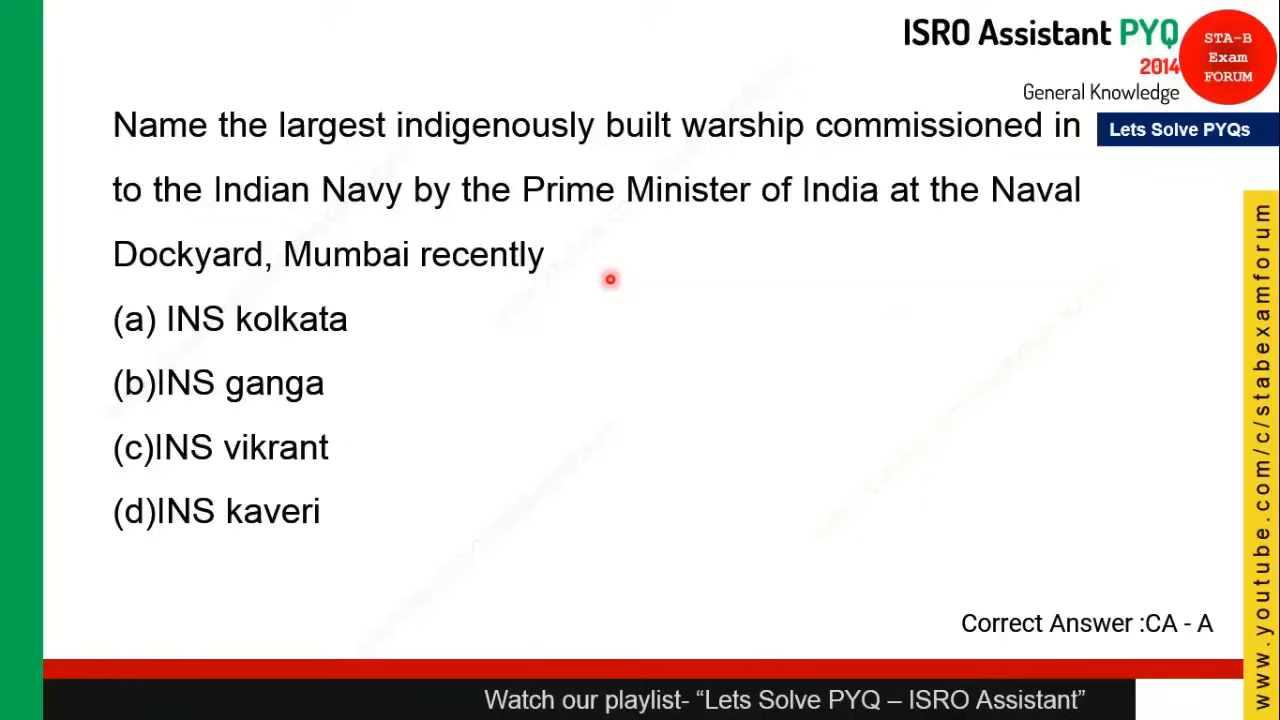 ISRO Assistant PYQ
2014
General Knowledge
STA-B
Exam
FORUM
Lets Solve PYQs
Name the largest indigenously built warship commissioned in
to the Indian Navy by the Prime Minister of India at the Naval
Dockyard, Mumbai recently
(a) INS kolkata
(b)INS ganga
(c)INS vikrant
(d)INS kaveri
Correct Answer :CA - A
www.youtube.com/c/stabexamforum
Watch our playlist- “Lets Solve PYQ – ISRO Assistant”